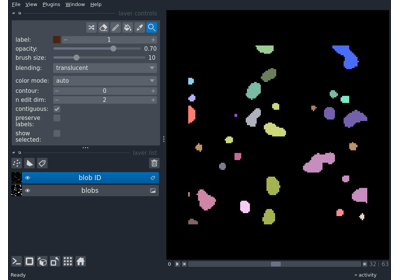 File View Plugins Window Help
layer controls
label: 1
opacity: 0.70
brush size: 10
blending: translucent
color mode: auto
contour: 0
n edit dim: 2
contiguous:
preserve
labels:
show
selected:
layer list
blob ID
blobs
32 63
Ready
activity